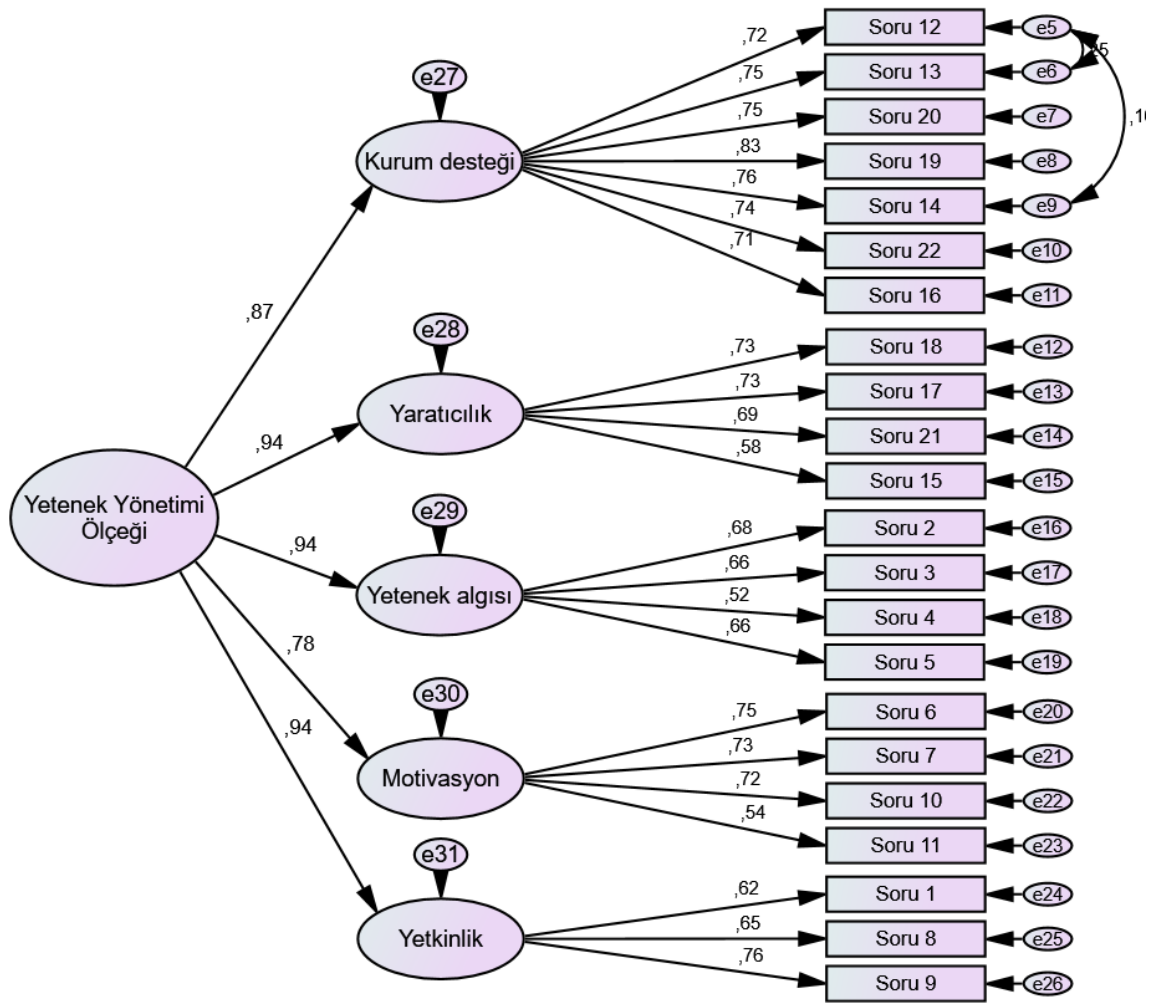 Yetenek Yönetimi
Ölçeği
,87
,94
,94
,78
,94
e27
Kurum desteği
,72
Soru 12
e5
,75
Soru 13
e6
,75
Soru 20
e7
,83
Soru 19
e8
,76
Soru 14
e9
,74
Soru 22
e10
,71
Soru 16
e11
e28
Yaratıcılık
,73
Soru 18
e12
,73
Soru 17
e13
,69
Soru 21
e14
,58
Soru 15
e15
e29
Yetenek algısı
,68
Soru 2
e16
,66
Soru 3
e17
,52
Soru 4
e18
,66
Soru 5
e19
e30
Motivasyon
,75
Soru 6
e20
,73
Soru 7
e21
,72
Soru 10
e22
,54
Soru 11
e23
e31
Yetkinlik
,62
Soru 1
e24
,65
Soru 8
e25
,76
Soru 9
e26